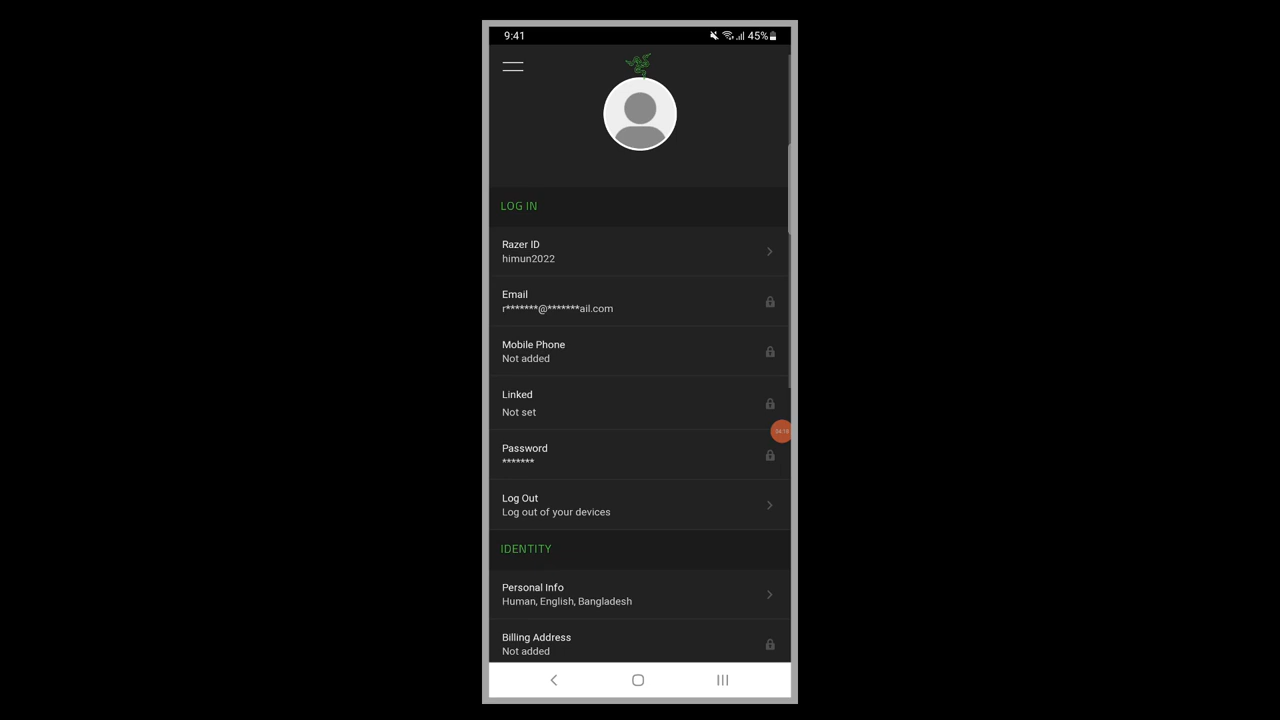 9:41
45%
LOG IN
Razer ID
himun2022
Email
r*******@*******ail.com
Mobile Phone
Not added
Linked
Not set
Password
*******
Log Out
Log out of your devices
IDENTITY
Personal Info
Human, English, Bangladesh
Billing Address
Not added